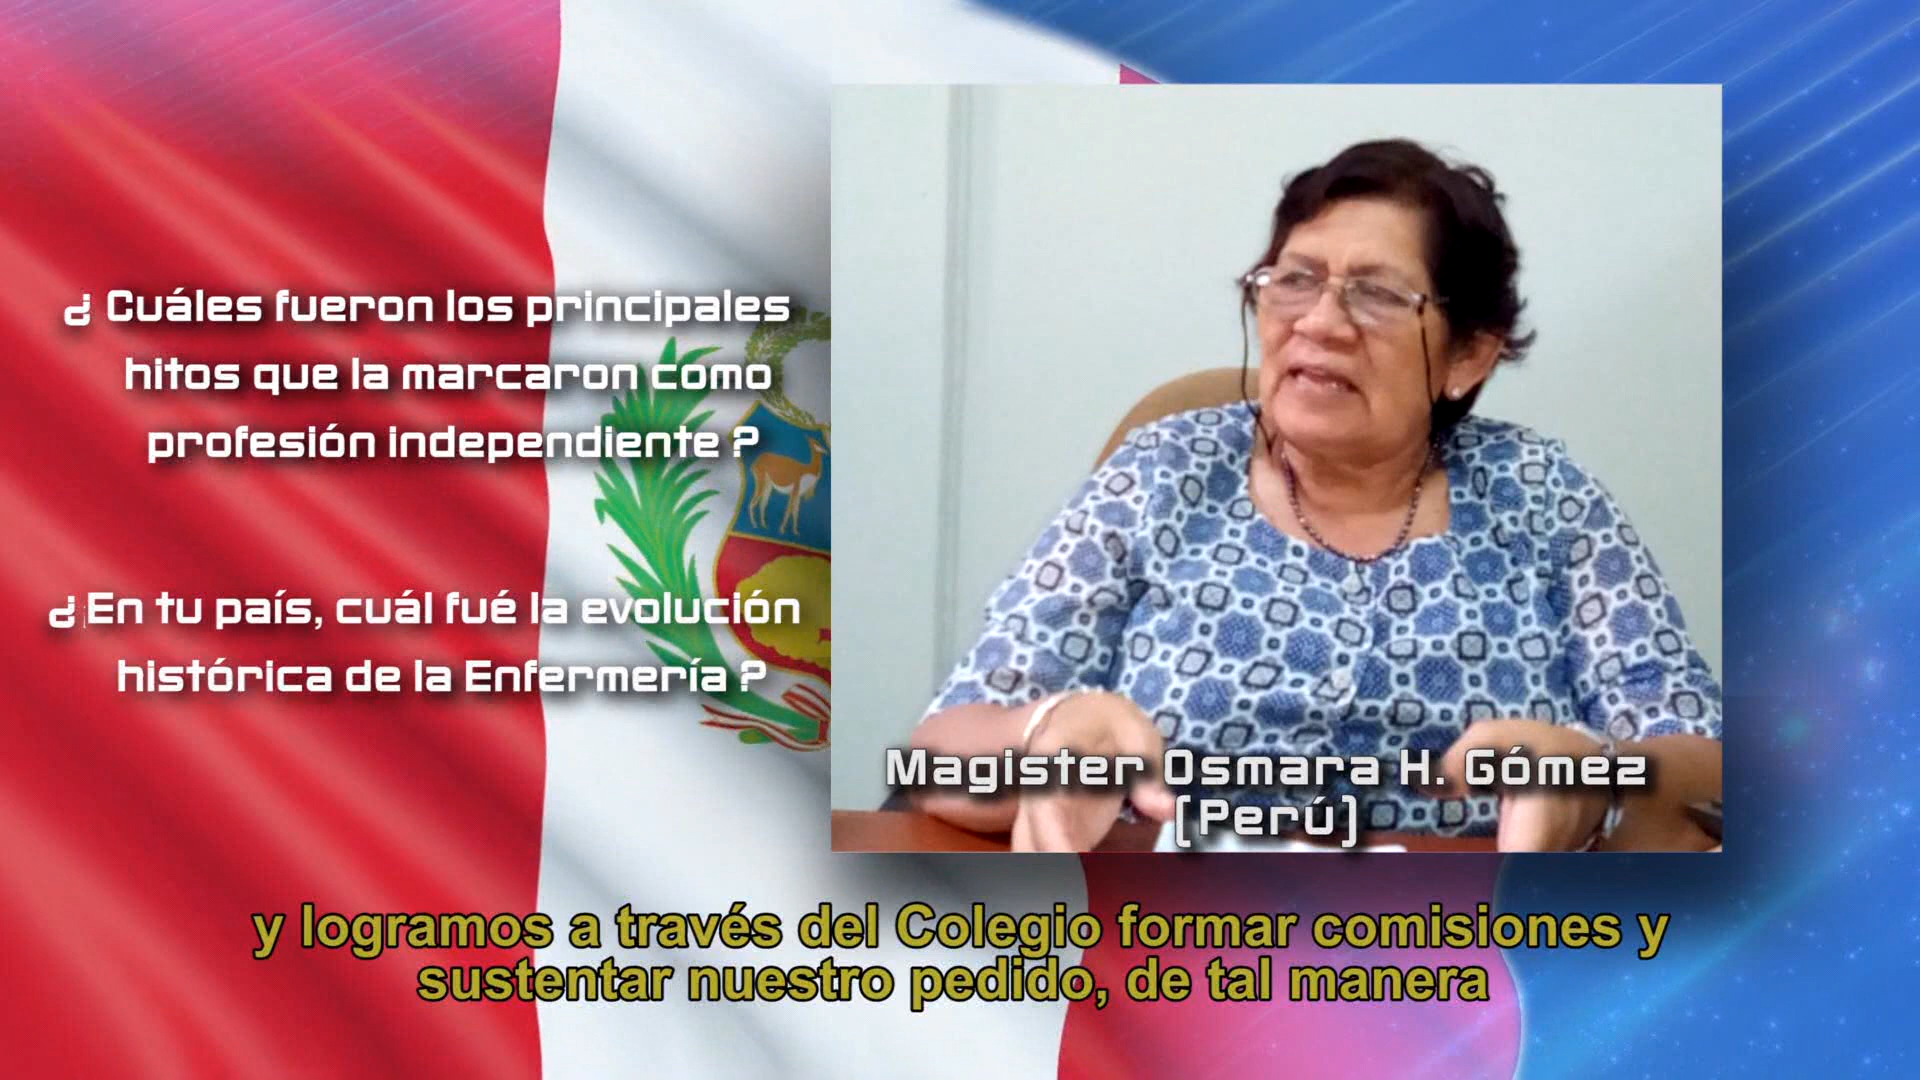 ¿ Cuáles fueron los principales
hitos que la marcaron como
profesión independiente ?
¿ En tu país, cuál fué la evolución
histórica de la Enfermería ?
Magister Osmara H. Gómez
(Perú)
y logramos a través del Colegio formar comisiones y
sustentar nuestro pedido, de tal manera